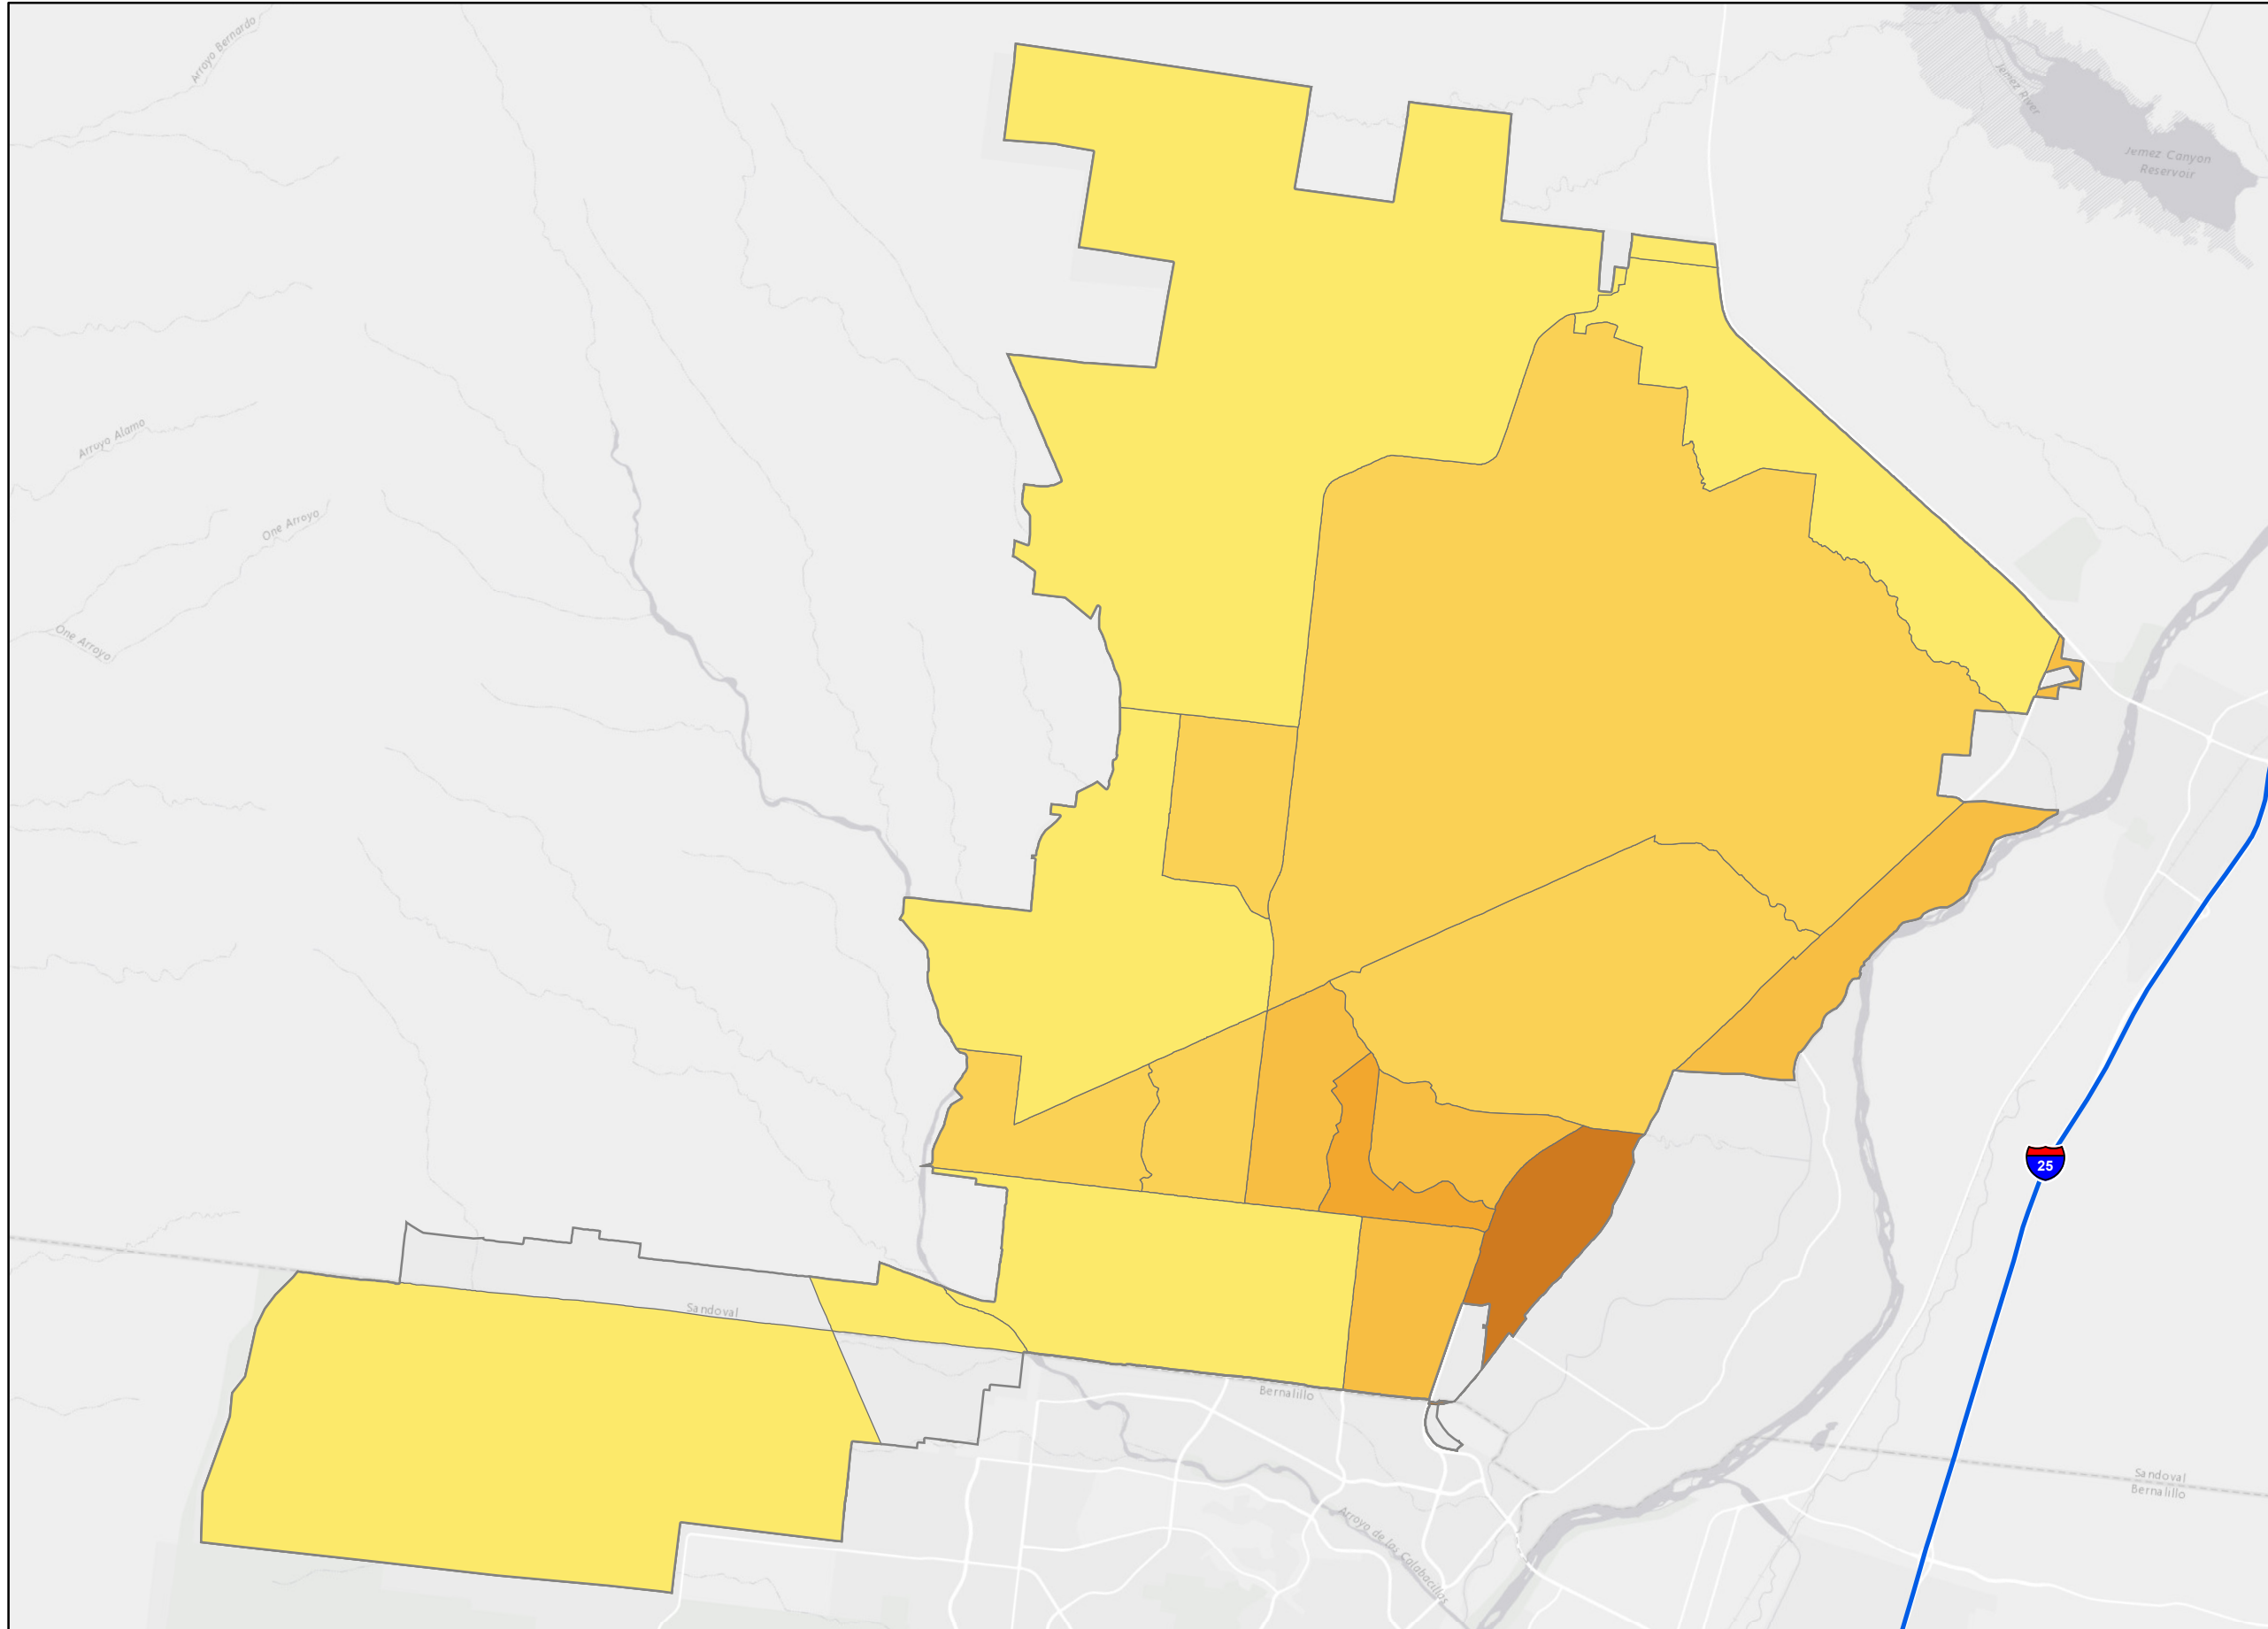 Arroyo Bernardo
Jemez River
Jemez Canyon
Reservoir
Arroyo Alamo
One Arroyo
One Arroyo
25
Sandoval
Bernalillo
Sandoval
Bernalillo
Arroyo de las Calabacillas